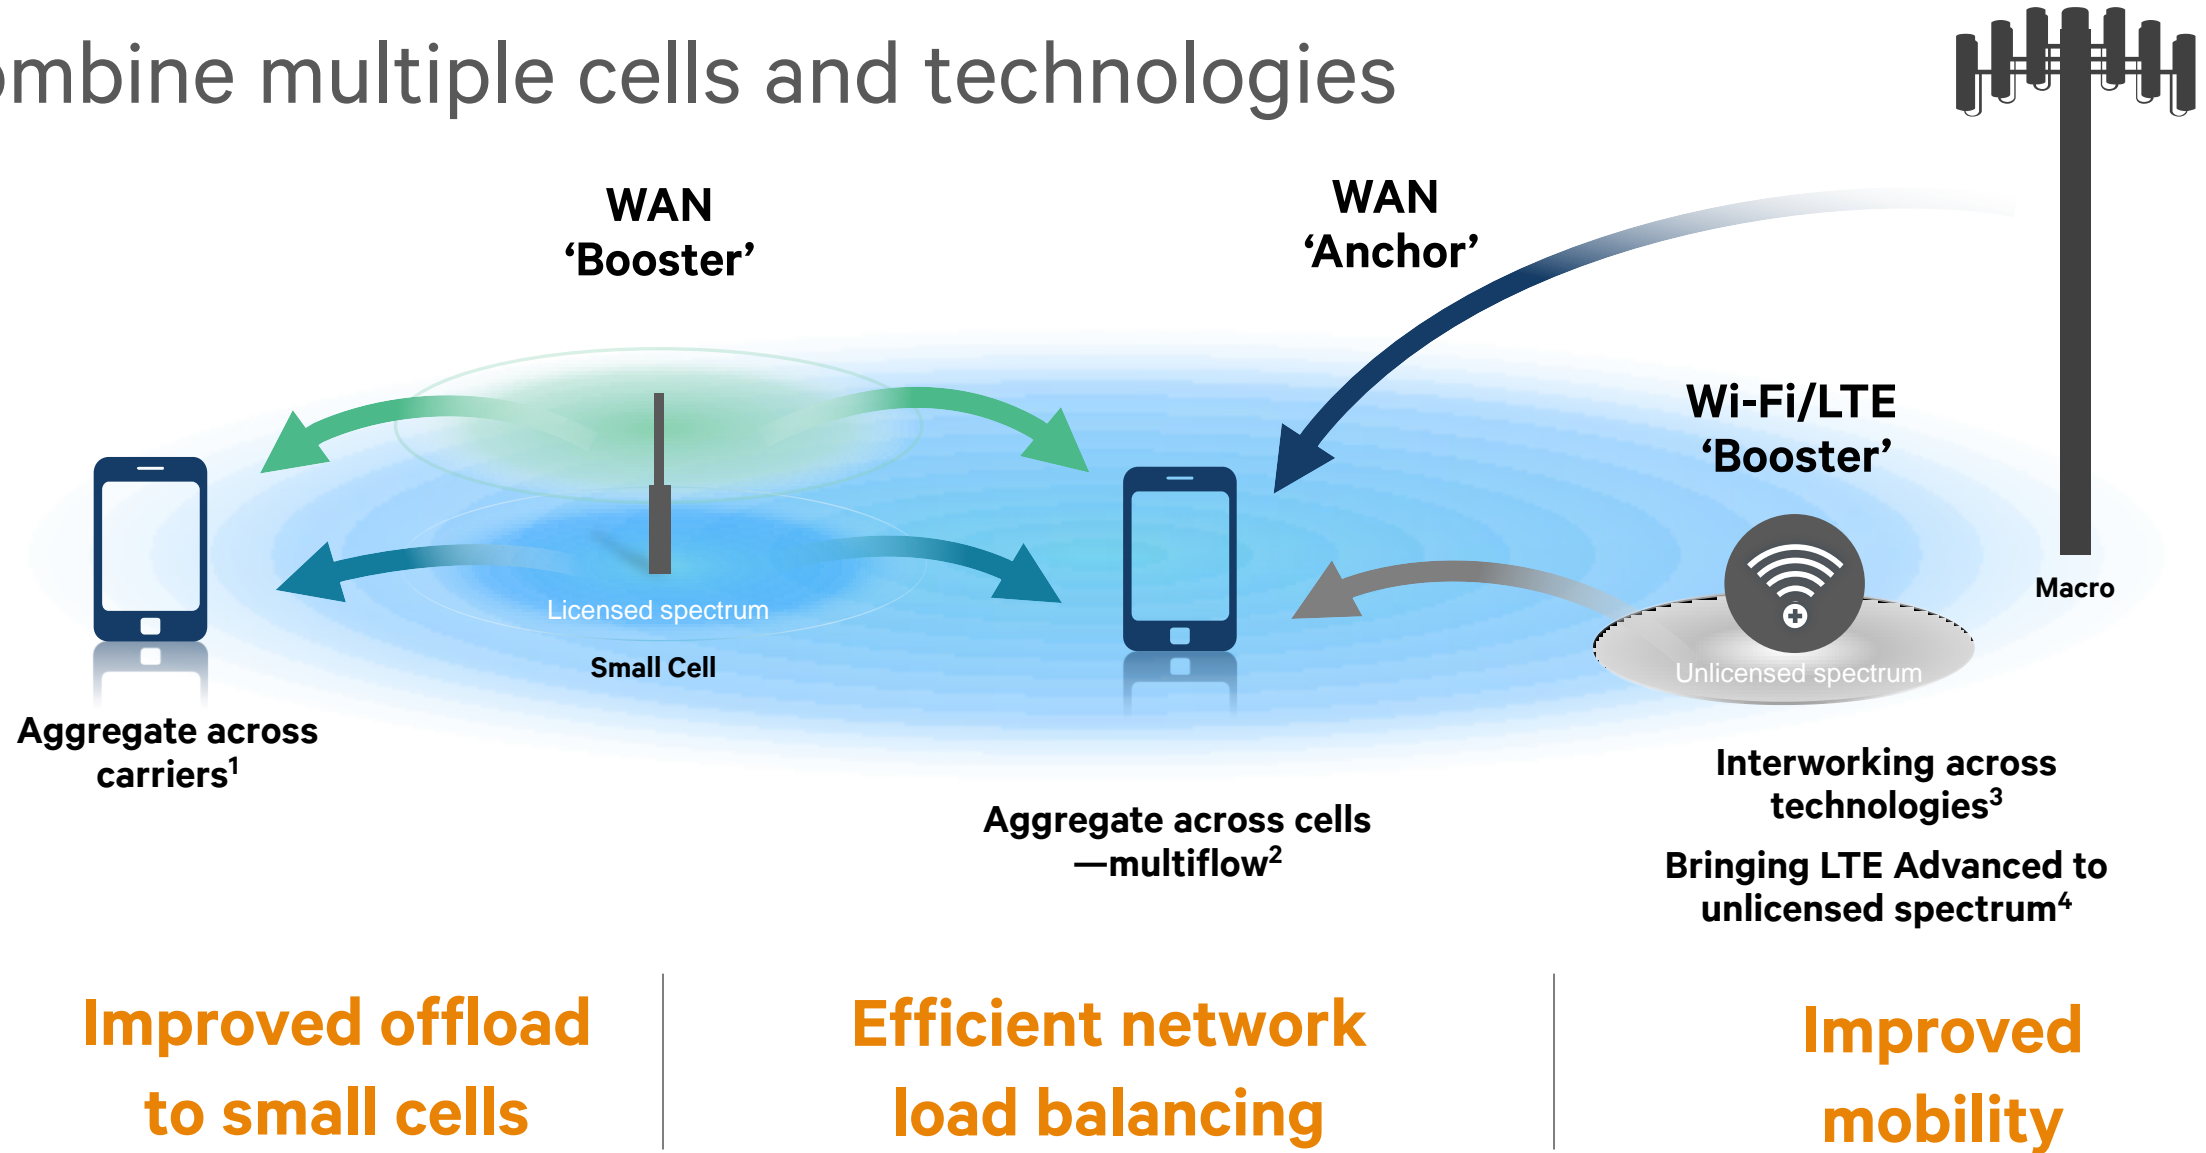 ombine multiple cells and technologies
WAN
‘Booster’
WAN
‘Anchor’
Wi-Fi/LTE
‘Booster’
Macro
Licensed spectrum
Small Cell
Unlicensed spectrum
Aggregate across
carriers1
Aggregate across cells
—multiflow2
Interworking across
technologies3
Bringing LTE Advanced to
unlicensed spectrum4
Improved offload
to small cells
Efficient network
load balancing
Improved
mobility